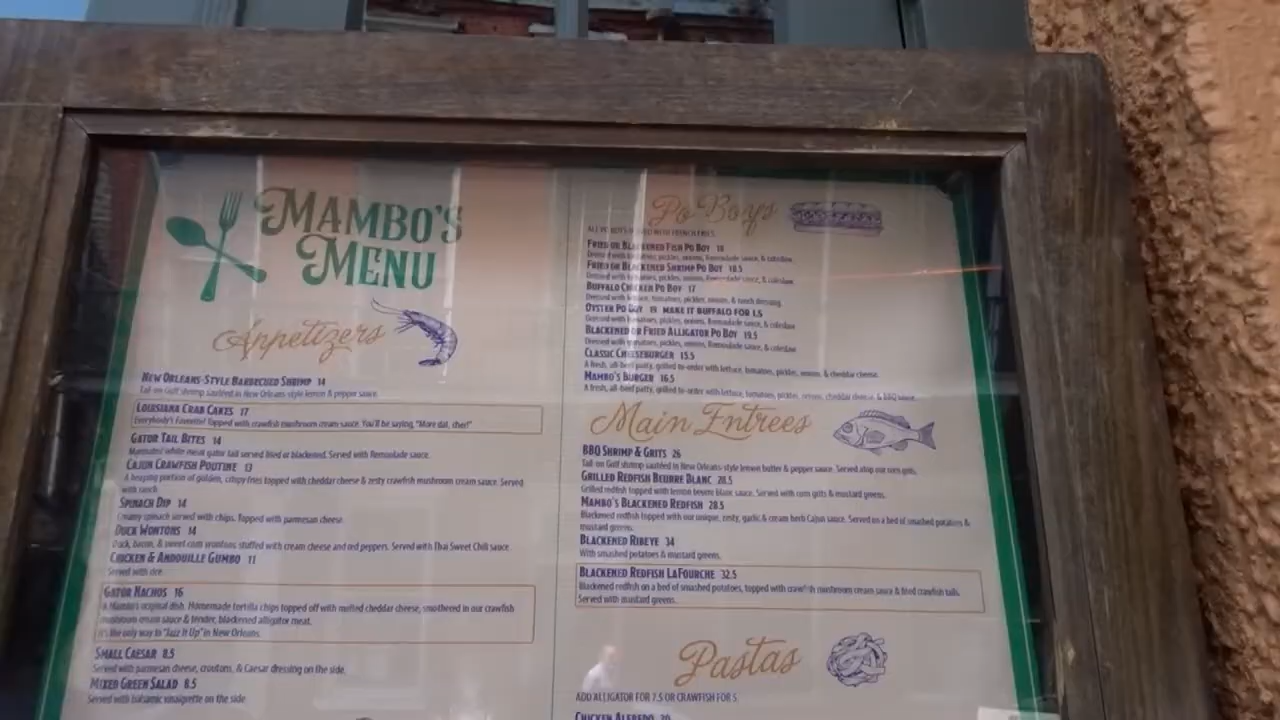 MAMBO'S
MENU
Appetizers
NEW ORLEANS-STYLE BARBECUED SHRIMP 14
Tail on Gulf shrimp sautéed in New Orleans style lemon & pepper sauce.
LOUISIANA CRAB CAKES 17
Everybody's Favorite! Topped with crawfish mushroom cream sauce. You'll be saying, "More dat, chef!"
GATOR TAIL BITES 14
Marinated white meat gator tail served fried or blackened. Served with Remoulade sauce.
CAJUN CRAWFISH POUTINE 13
A heaping portion of golden, crispy fries topped with cheddar cheese & zesty crawfish mushroom cream sauce. Served
with ranch.
SPINACH DIP 14
Creamy spinach served with chips. Topped with parmesan cheese.
DUCK WONTONS 14
Duck, bacon, & sweet corn wontons stuffed with cream cheese and red peppers. Served with Thai Sweet Chili sauce
CHICKEN & ANDOUILLE GUMBO 11
Served with rice
GATOR NACHOS 16
A Mambo's original dish. Homemade tortilla chips topped off with melted cheddar cheese, smothered in our crawfish
mushroom cream sauce & tender, blackened alligator meat.
It's the only way to "Jazz It Up" in New Orleans.
SMALL CAESAR 8.5
Served with parmesan cheese, croutons, & Caesar dressing on the side.
MIXED GREEN SALAD 8.5
Served with balsamic vinaigrette on the side
Po-Boys
ALL PO-BOYS SERVED WITH FRENCH FRIES.
FRIED OR BLACKENED FISH PO BOY 18
Dressed with tomatoes, pickles, onions, Remoulade sauce, & coleslaw
FRIED OR BLACKENED SHRIMP PO BOY 18.5
Dressed with tomatoes, pickles, onions, Remoulade sauce, & coleslaw
BUFFALO CHICKEN PO BOY 17
Dressed with lettuce, tomatoes, pickles, onions, & ranch dressing
OYSTER PO BOY 19 MAKE IT BUFFALO FOR 1.5
Dressed with tomatoes, pickles, onions, Remoulade sauce, & coleslaw
BLACKENED OR FRIED ALLIGATOR PO BOY 19.5
Dressed with tomatoes, pickles, onions, Remoulade sauce, & coleslaw
CLASSIC CHEESEBURGER 15.5
A fresh, all-beef patty, grilled to-order with lettuce, tomatoes, pickles, onions, & cheddar cheese.
MAMBO'S BURGER 16.5
A fresh, all-beef patty, grilled to-order with lettuce, tomatoes, pickles, onions, cheddar cheese, & BBQ sauce.
Main Entrees
BBQ SHRIMP & GRITS 26
Tail on Gulf shrimp sautéed in New Orleans-style lemon butter & pepper sauce. Served atop our corn grits.
GRILLED REDFISH BEURRE BLANC 28.5
Grilled redfish topped with lemon beurre blanc sauce. Served with corn grits & mustard greens.
MAMBO'S BLACKENED REDFISH 28.5
Blackened redfish topped with our unique, zesty, garlic & cream herb Cajun sauce. Served on a bed of smashed potatoes &
mustard greens.
BLACKENED RIBEYE 34
With smashed potatoes & mustard greens.
BLACKENED REDFISH LAFOURCHE 32.5
Blackened redfish on a bed of smashed potatoes, topped with crawfish mushroom cream sauce & fried crawfish tails.
Served with mustard greens.
Pastas
ADD ALLIGATOR FOR 7.5 OR CRAWFISH FOR 5
CHICKEN ALFREDO 20